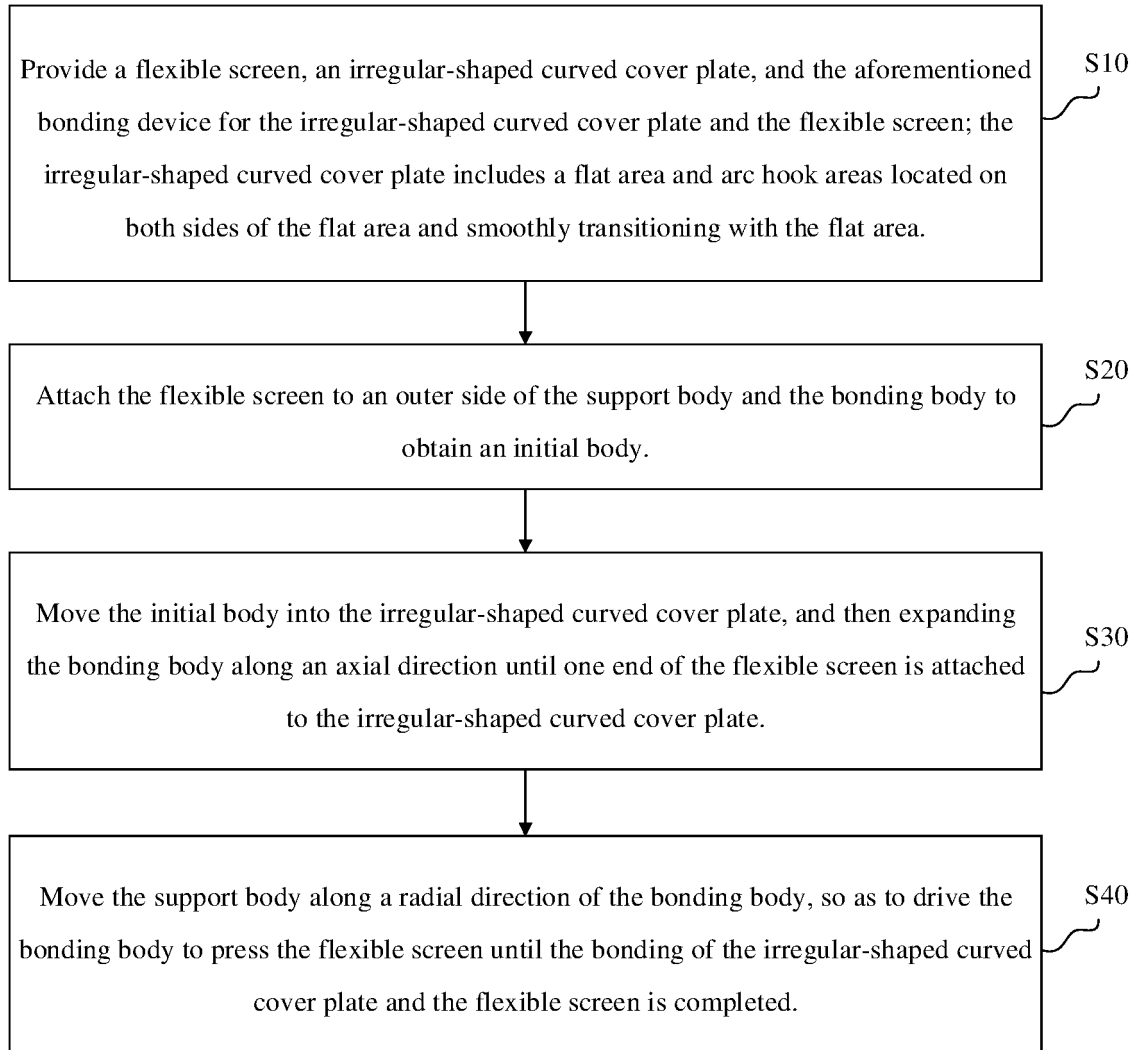 Provide a flexible screen, an irregular-shaped curved cover plate, and the aforementioned
bonding device for the irregular-shaped curved cover plate and the flexible screen; the
irregular-shaped curved cover plate includes a flat area and arc hook areas located on
both sides of the flat area and smoothly transitioning with the flat area.
S10
Attach the flexible screen to an outer side of the support body and the bonding body to
obtain an initial body.
S20
Move the initial body into the irregular-shaped curved cover plate, and then expanding
the bonding body along an axial direction until one end of the flexible screen is attached
to the irregular-shaped curved cover plate.
S30
Move the support body along a radial direction of the bonding body, so as to drive the
bonding body to press the flexible screen until the bonding of the irregular-shaped curved
cover plate and the flexible screen is completed.
S40